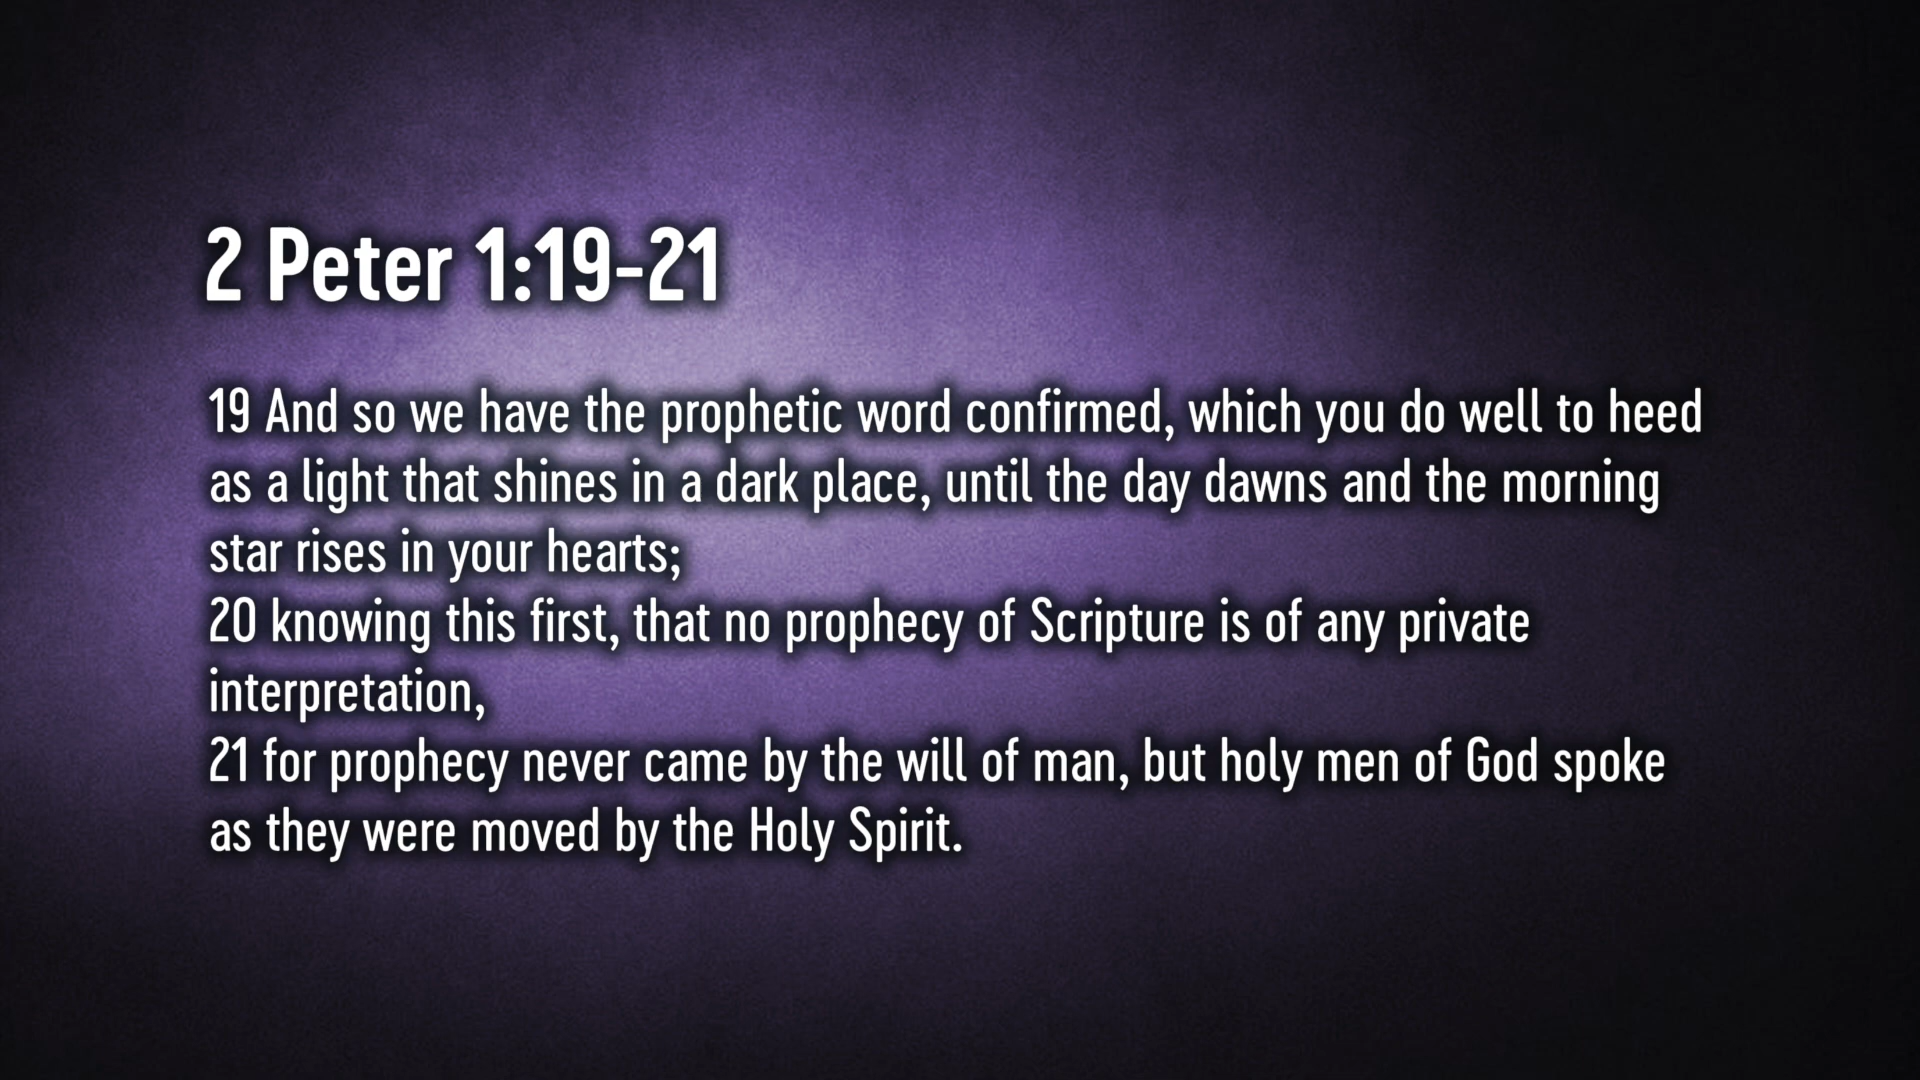 2 Peter 1:19-21
19 And so we have the prophetic word confirmed, which you do well to heed
as a light that shines in a dark place, until the day dawns and the morning
star rises in your hearts;
20 knowing this first, that no prophecy of Scripture is of any private
interpretation,
21 for prophecy never came by the will of man, but holy men of God spoke
as they were moved by the Holy Spirit.